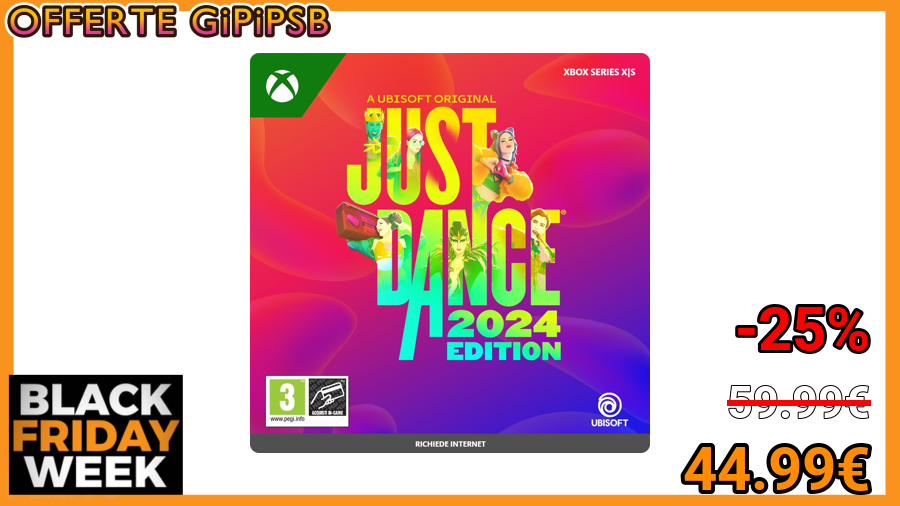 OFFERTE GiPiPSB
XBOX SERIES X|S
A UBISOFT ORIGINAL
JUST
DANCE®
2024
EDITION
3
www.pegi.info
ACQUISTI IN-GAME
UBISOFT
RICHIEDE INTERNET
BLACK
FRIDAY
WEEK
-25%
59.99€
44.99€